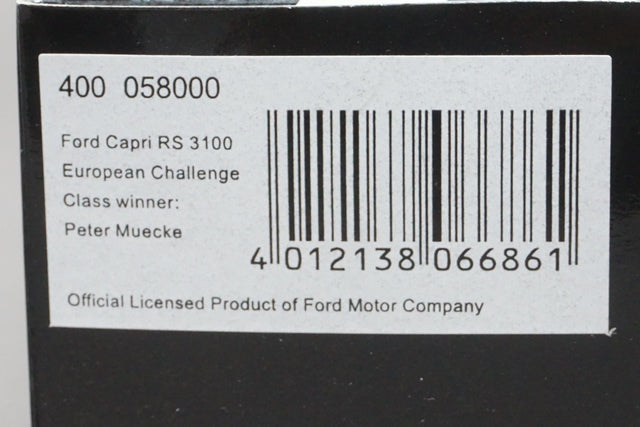 400 058000
Ford Capri RS 3100
European Challenge
Class winner:
Peter Muecke
4 012138 066861
Official Licensed Product of Ford Motor Company